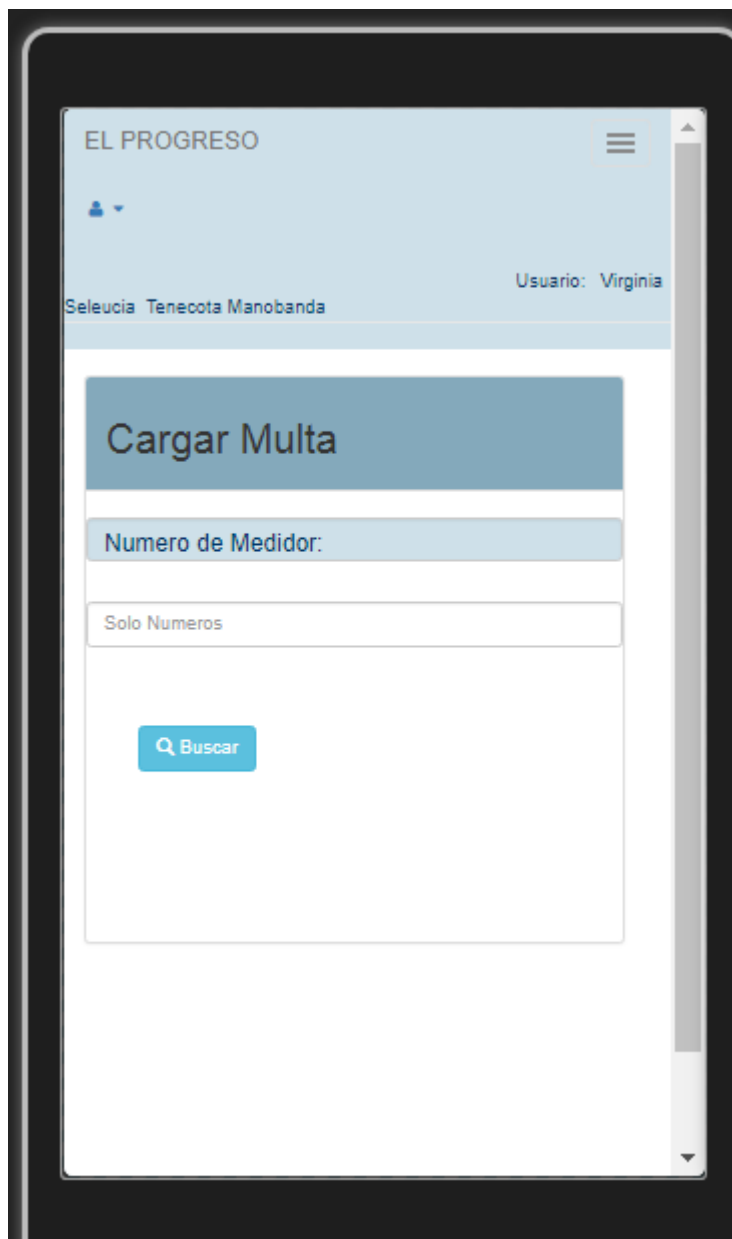 EL PROGRESO
Usuario: Virginia
Seleucia Tenecota Manobanda
Cargar Multa
Numero de Medidor:
Solo Numeros
Buscar